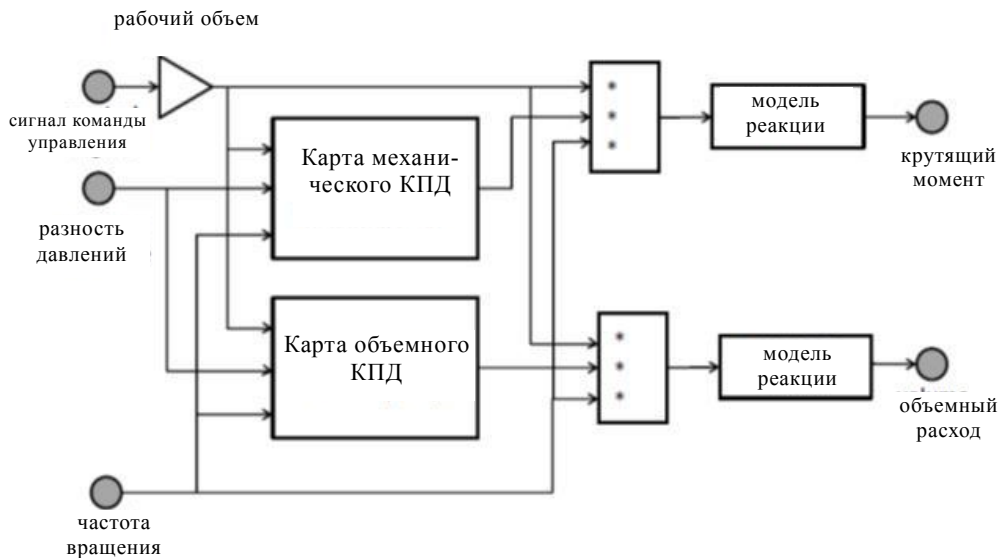 рабочий объем
сигнал команды
управления
разность
давлений
Карта механи-
ческого КПД
Карта объемного
КПД
*
*
*
*
*
*
модель
реакции
крутящий
момент
модель
реакции
объемный
расход
частота
вращения